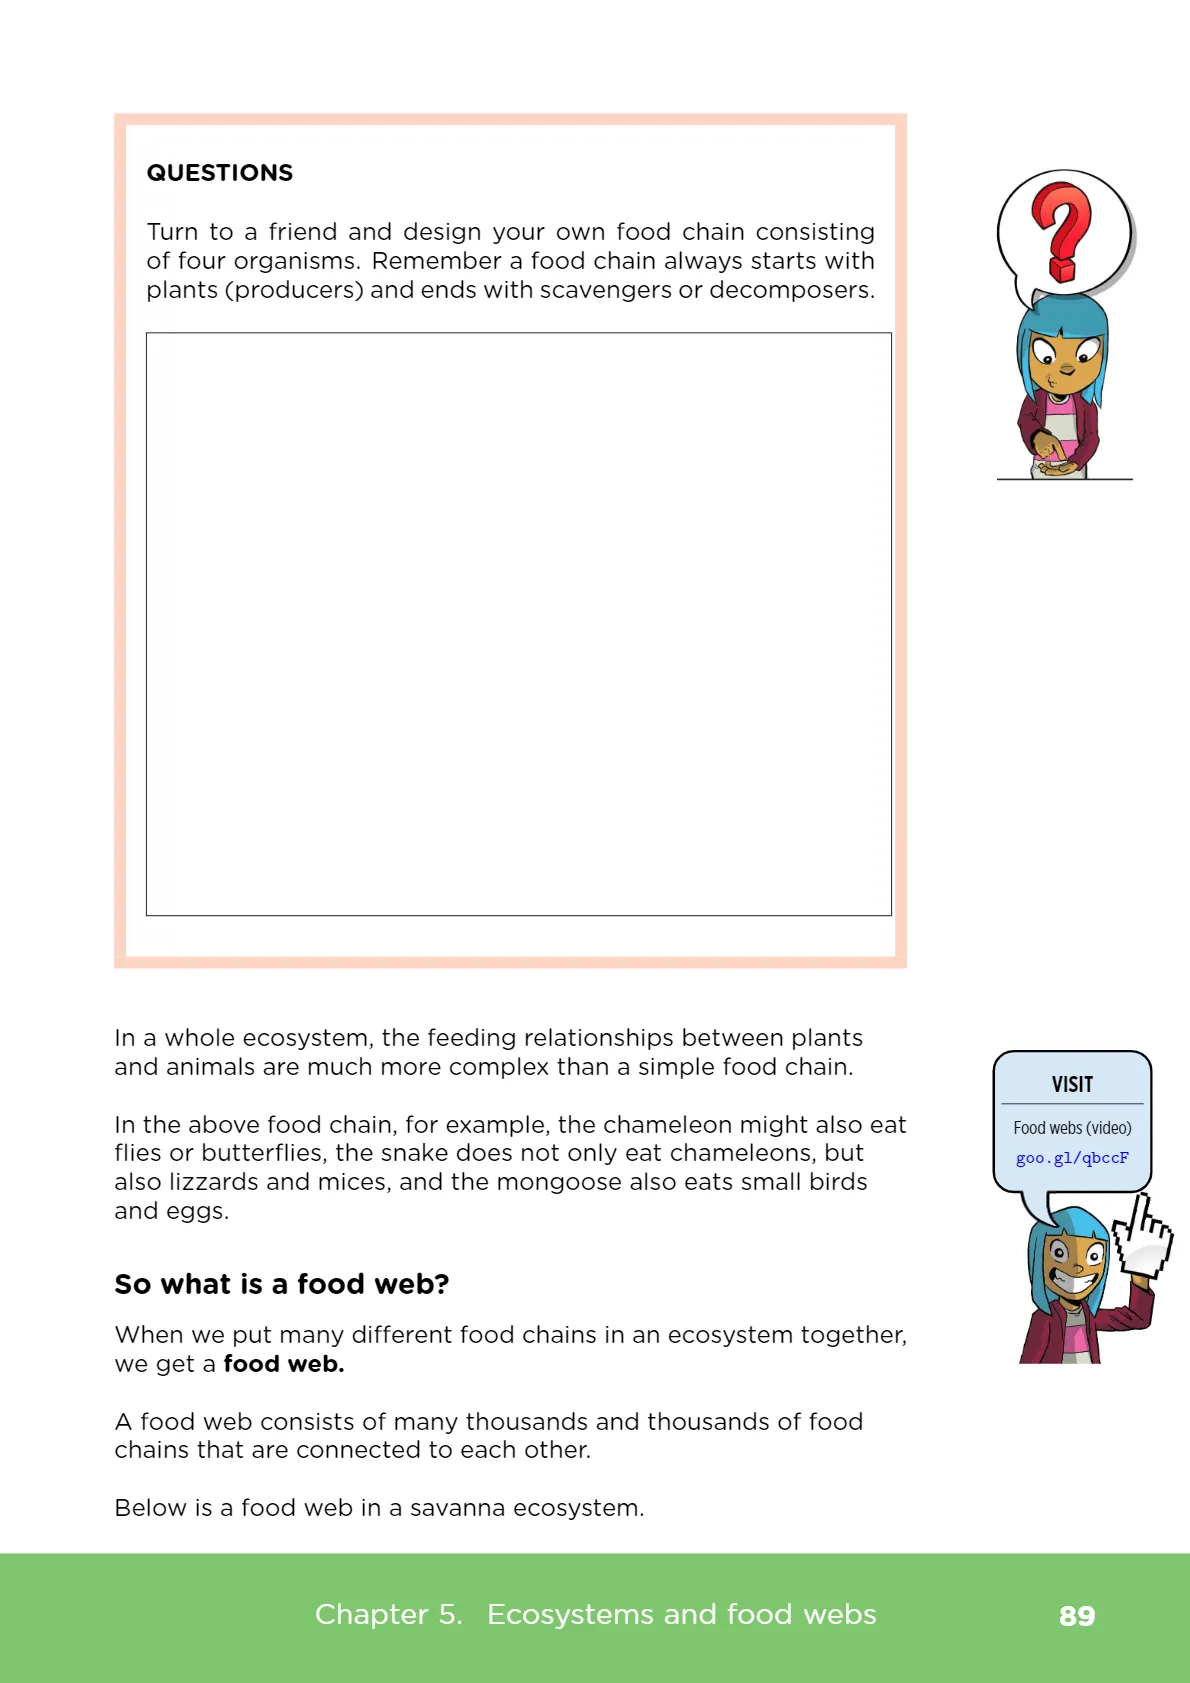 QUESTIONS
Turn to a friend and design your own food chain consisting
of four organisms. Remember a food chain always starts with
plants (producers) and ends with scavengers or decomposers.
In a whole ecosystem, the feeding relationships between plants
and animals are much more complex than a simple food chain.
In the above food chain, for example, the chameleon might also eat
flies or butterflies, the snake does not only eat chameleons, but
also lizzards and mices, and the mongoose also eats small birds
and eggs.
VISIT
Food webs (video)
goo.gl/qbccF
So what is a food web?
When we put many different food chains in an ecosystem together,
we get a food web.
A food web consists of many thousands and thousands of food
chains that are connected to each other.
Below is a food web in a savanna ecosystem.
Chapter 5. Ecosystems and food webs 89